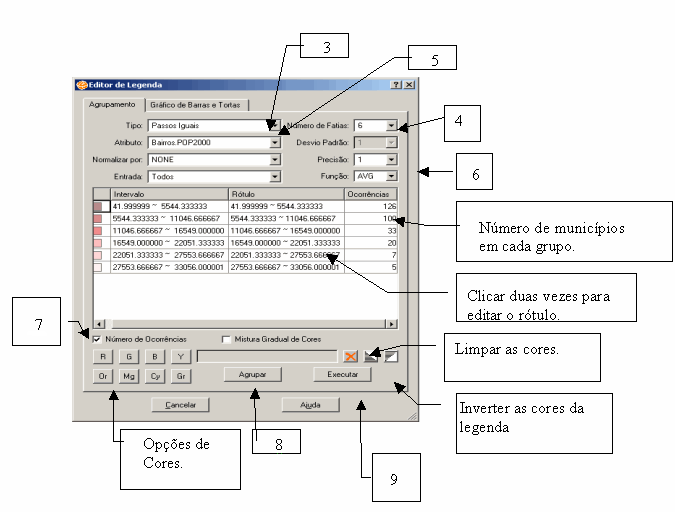 3
5
Editor de Legenda
Agrupamento
Gráfico de Barras e Tortas
Tipo: Passos Iguais
Número de Fatias: 6
4
Atributo: Bairros.POP2000
Desvio Padrão: 1
Normalizar por: NONE
Precisão: 1
6
Entrada: Todos
Função: AVG
Intervalo Rótulo Ocorrências
41.999999 ~ 5544.333333 41.999999 ~ 5544.333333 126
5544.333333 ~ 11046.666667 5544.333333 ~ 11046.666667 100
11046.666667 ~ 16549.000000 11046.666667 ~ 16549.000000 33
16549.000000 ~ 22051.333333 16549.000000 ~ 22051.333333 20
22051.333333 ~ 27553.666667 22051.333333 ~ 27553.666667 7
27553.666667 ~ 33056.000001 27553.666667 ~ 33056.000001 5
Número de municípios
em cada grupo.
Clicar duas vezes para
editar o rótulo.
7
Número de Ocorrências
Mistura Gradual de Cores
Limpar as cores.
R G B Y
Or Mg Cy Gr
Agrupar
Executar
Cancelar
Ajuda
Inverter as cores da
legenda
Opções de
Cores.
8
9